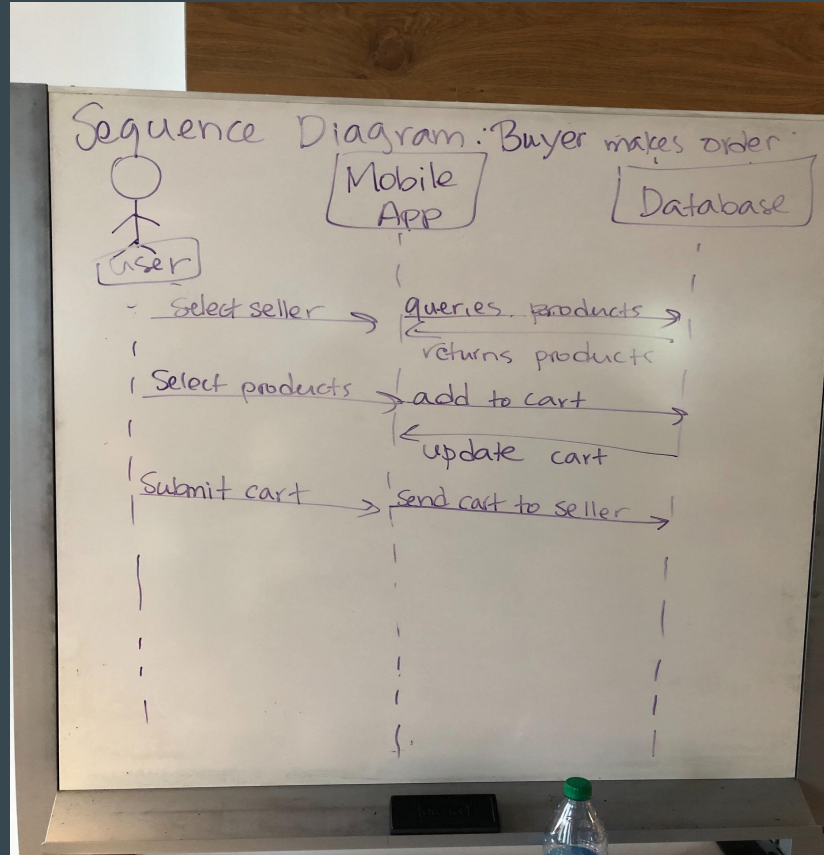 Sequence Diagram: Buyer makes order
Mobile
App
Database
user
Select seller
queries products
returns products
Select products
add to cart
update cart
Submit cart
Send cart to seller